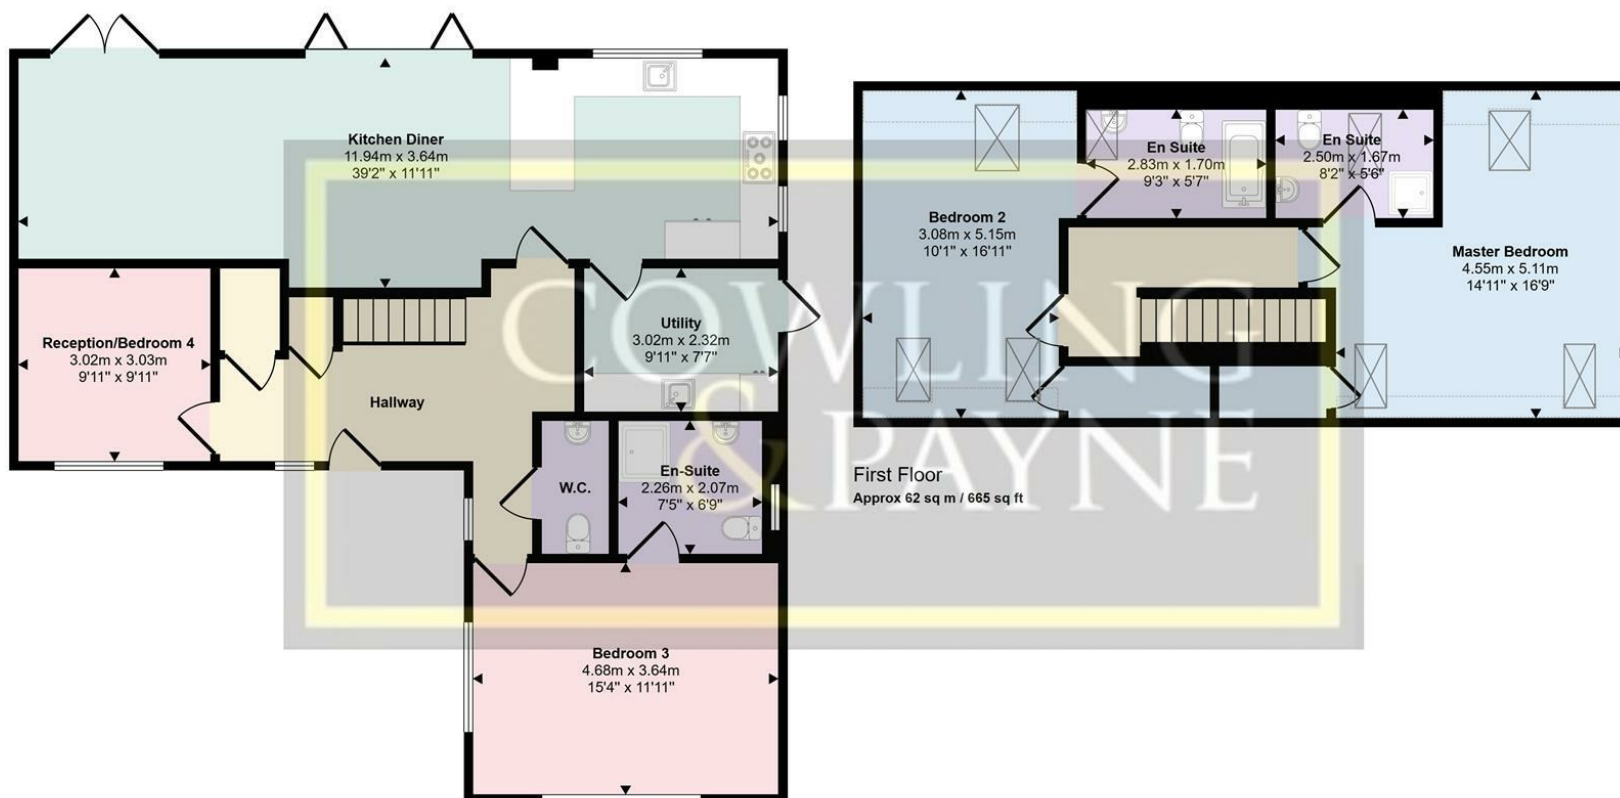 Kitchen Diner
11.94m x 3.64m
39'2" x 11'11"
Reception/Bedroom 4
3.02m x 3.03m
9'11" x 9'11"
Hallway
Utility
3.02m x 2.32m
9'11" x 7'7"
W.C.
En-Suite
2.26m x 2.07m
7'5" x 6'9"
Bedroom 3
4.68m x 3.64m
15'4" x 11'11"
Bedroom 2
3.08m x 5.15m
10'1" x 16'11"
En Suite
2.83m x 1.70m
9'3" x 5'7"
En Suite
2.50m x 1.67m
8'2" x 5'6"
Master Bedroom
4.55m x 5.11m
14'11" x 16'9"
First Floor
Approx 62 sq m / 665 sq ft
COWLING
& PAYNE